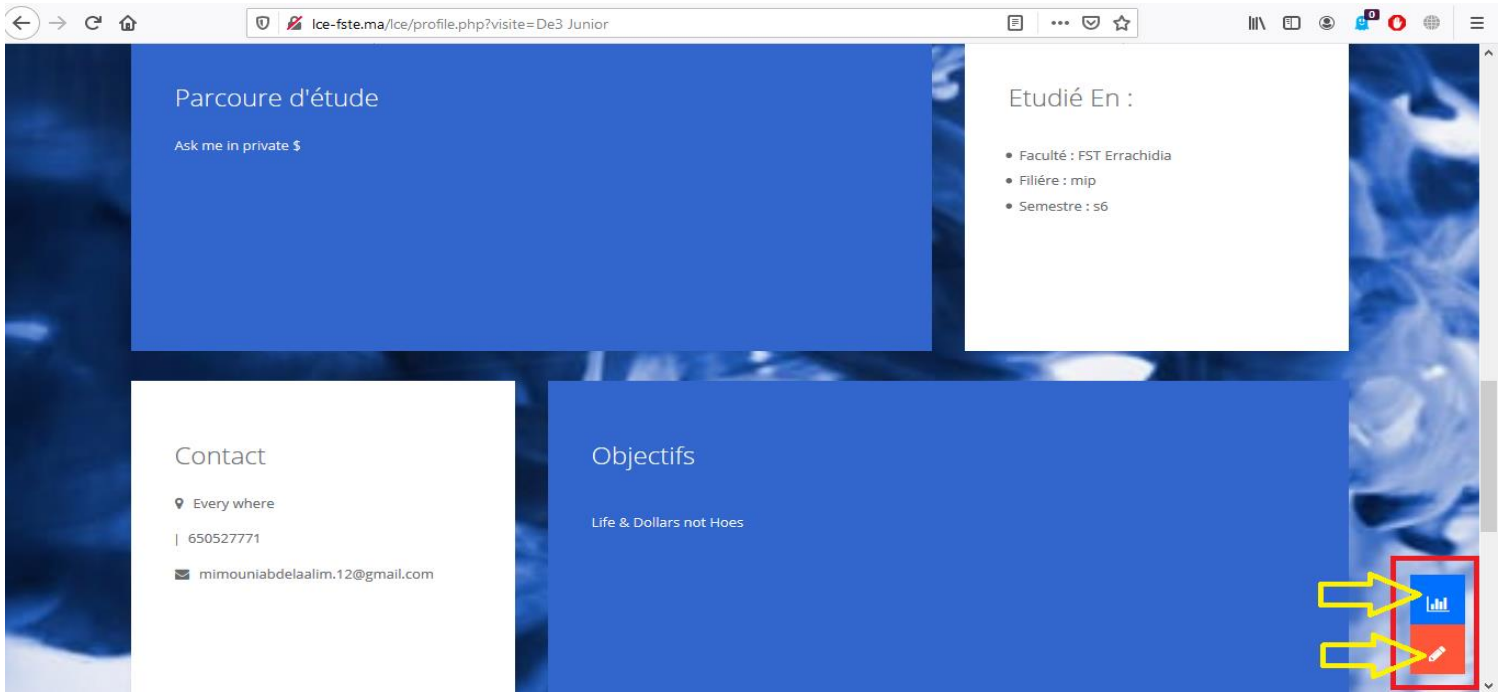 lce-fste.ma/lce/profile.php?visite=De3 Junior
0
Parcoure d'étude
Ask me in private $
Etudié En :
• Faculté : FST Errachidia
• Filiére : mip
• Semestre : s6
Contact
Every where
| 650527771
mimouniabdelaalim.12@gmail.com
Objectifs
Life & Dollars not Hoes